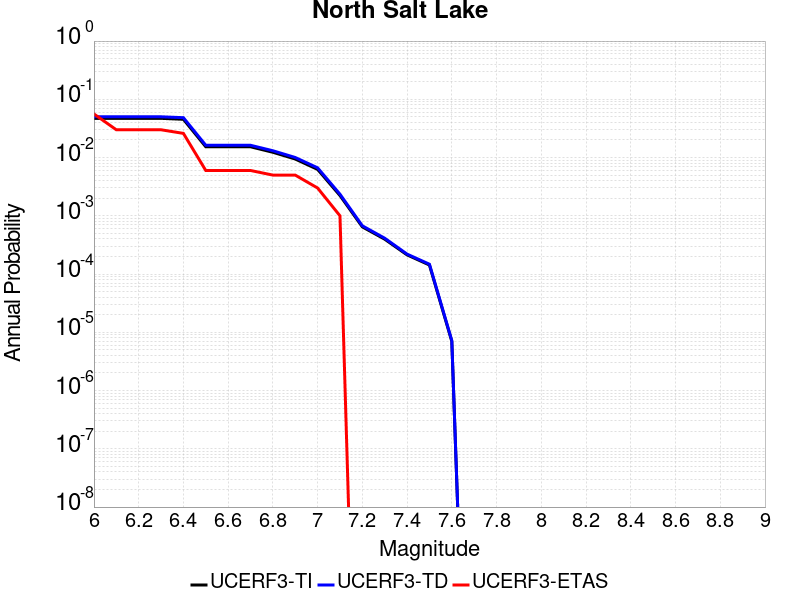 North Salt Lake
10^0
10^-1
10^-2
10^-3
10^-4
10^-5
10^-6
10^-7
10^-8
Annual Probability
6 6.2 6.4 6.6 6.8 7 7.2 7.4 7.6 7.8 8 8.2 8.4 8.6 8.8 9
Magnitude
UCERF3-TI UCERF3-TD UCERF3-ETAS